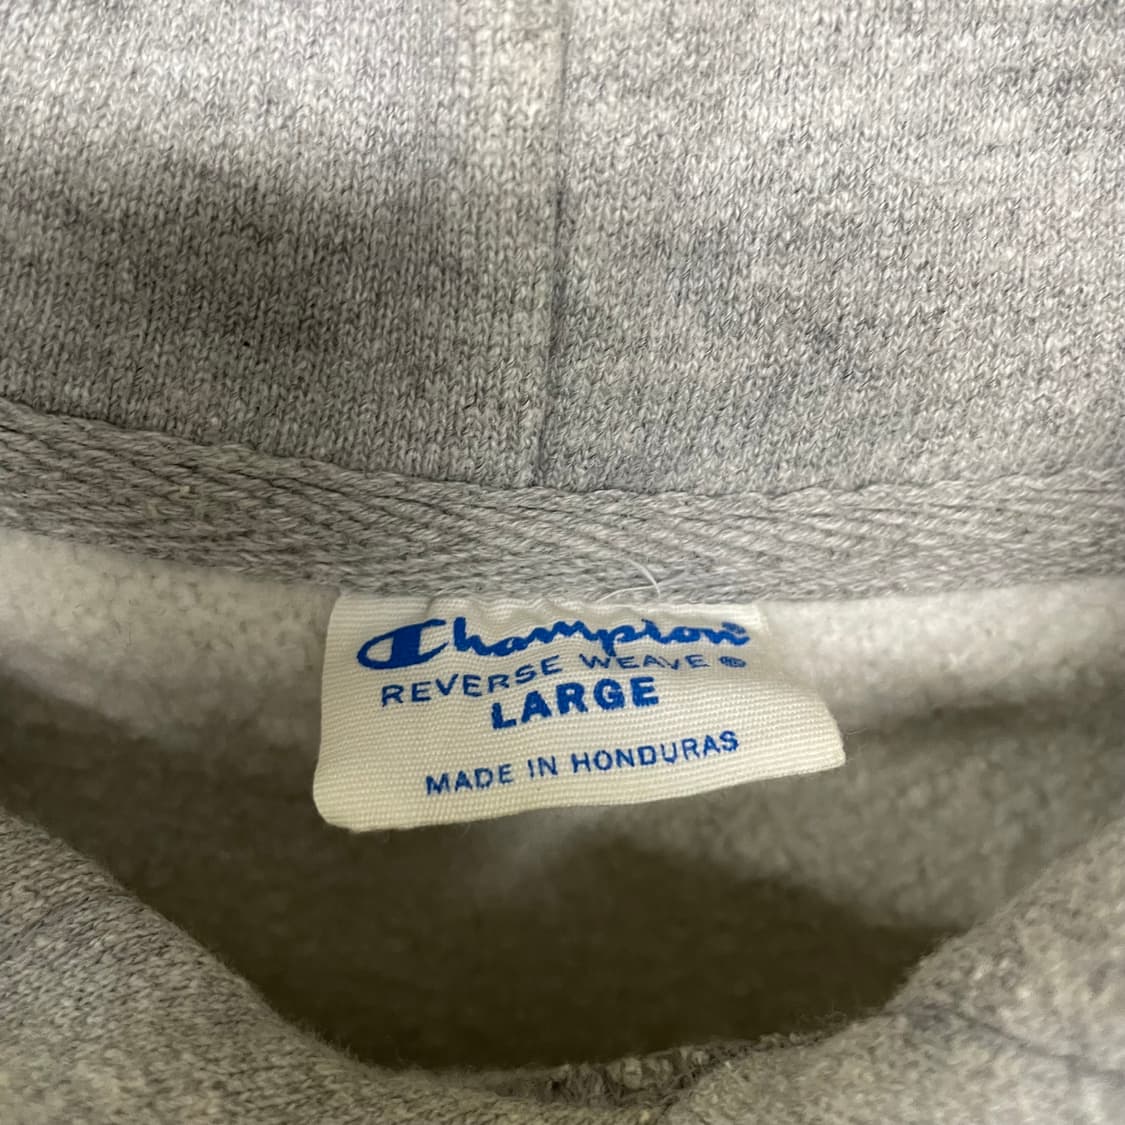 Champion®
REVERSE WEAVE ®
LARGE
MADE IN HONDURAS